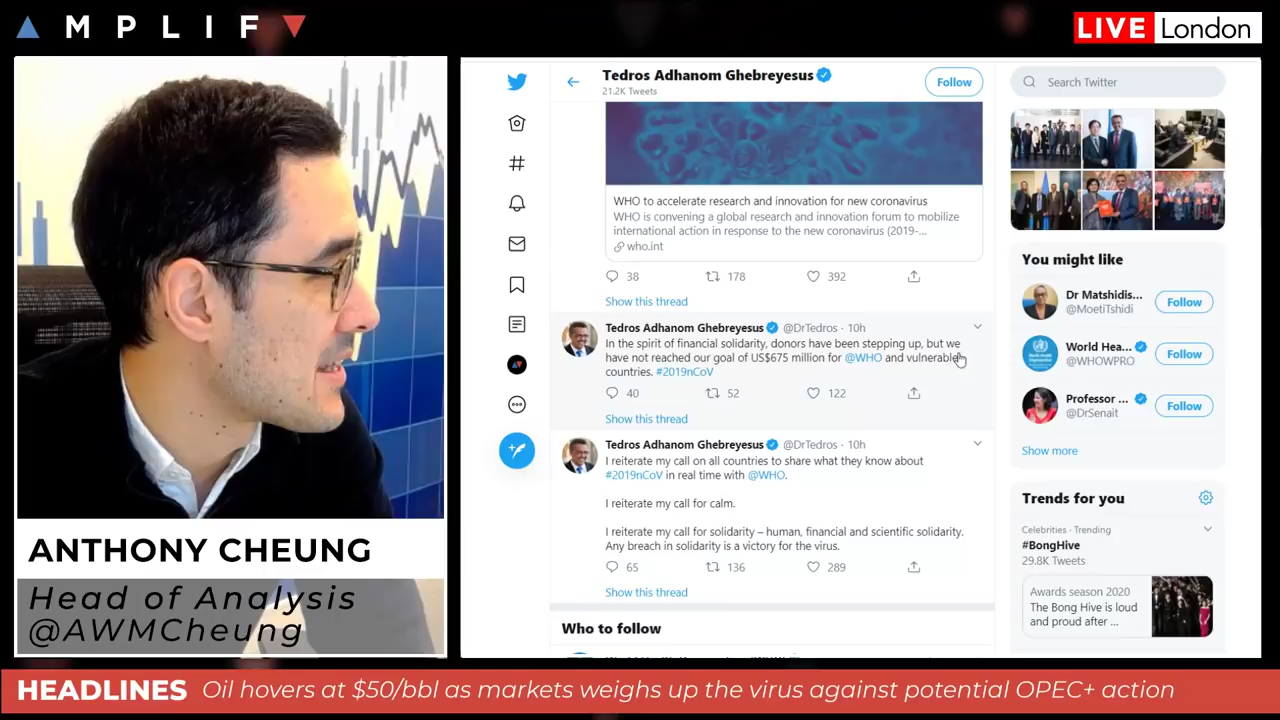 AMPLIFY
LIVE London
Tedros Adhanom Ghebreyesus
21.2K Tweets
Follow
Search Twitter
WHO to accelerate research and innovation for new coronavirus
WHO is convening a global research and innovation forum to mobilize
international action in response to the new coronavirus (2019-...
who.int
38 178 392
Show this thread
Tedros Adhanom Ghebreyesus @DrTedros · 10h
In the spirit of financial solidarity, donors have been stepping up, but we
have not reached our goal of US$675 million for @WHO and vulnerable
countries. #2019nCoV
40 52 122
Show this thread
Tedros Adhanom Ghebreyesus @DrTedros · 10h
I reiterate my call on all countries to share what they know about
#2019nCoV in real time with @WHO.
I reiterate my call for calm.
I reiterate my call for solidarity – human, financial and scientific solidarity.
Any breach in solidarity is a victory for the virus.
65 136 289
Show this thread
Who to follow
You might like
Dr Matshidis...
@MoetiTshidi
Follow
World Hea...
@WHOWPRO
Follow
Professor ...
@DrSenait
Follow
Show more
Trends for you
Celebrities · Trending
#BongHive
29.8K Tweets
Awards season 2020
The Bong Hive is loud
and proud after ...
ANTHONY CHEUNG
Head of Analysis
@AWMCheung
HEADLINES Oil hovers at $50/bbl as markets weighs up the virus against potential OPEC+ action